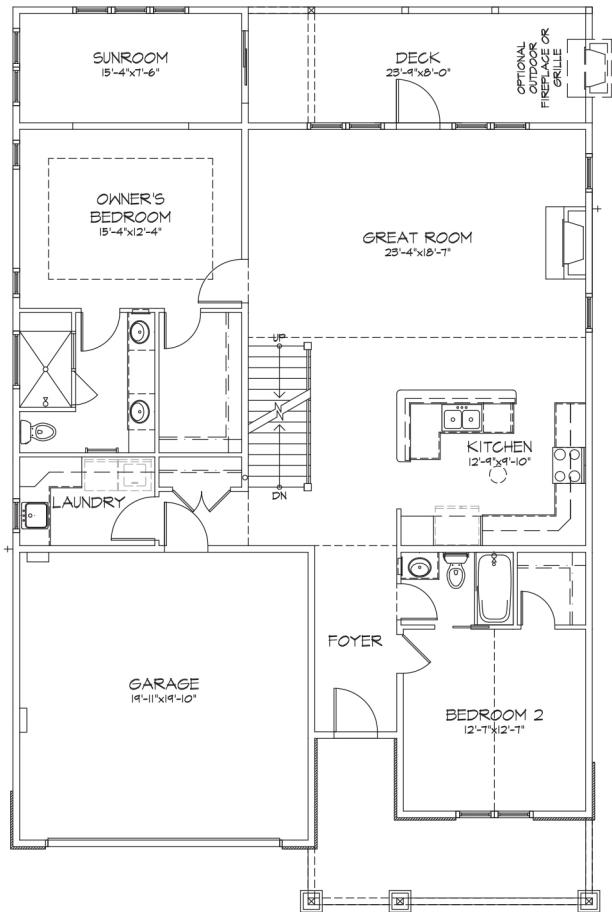 SUNROOM
15'-4"x7'-6"
DECK
23'-9"x8'-0"
OPTIONAL
OUTDOOR
FIREPLACE OR
GRILLE
OWNER'S
BEDROOM
15'-4"x12'-4"
GREAT ROOM
23'-4"x18'-7"
UP
KITCHEN
12'-9"x9'-10"
DN
LAUNDRY
FOYER
GARAGE
19'-11"x19'-10"
BEDROOM 2
12'-7"x12'-7"